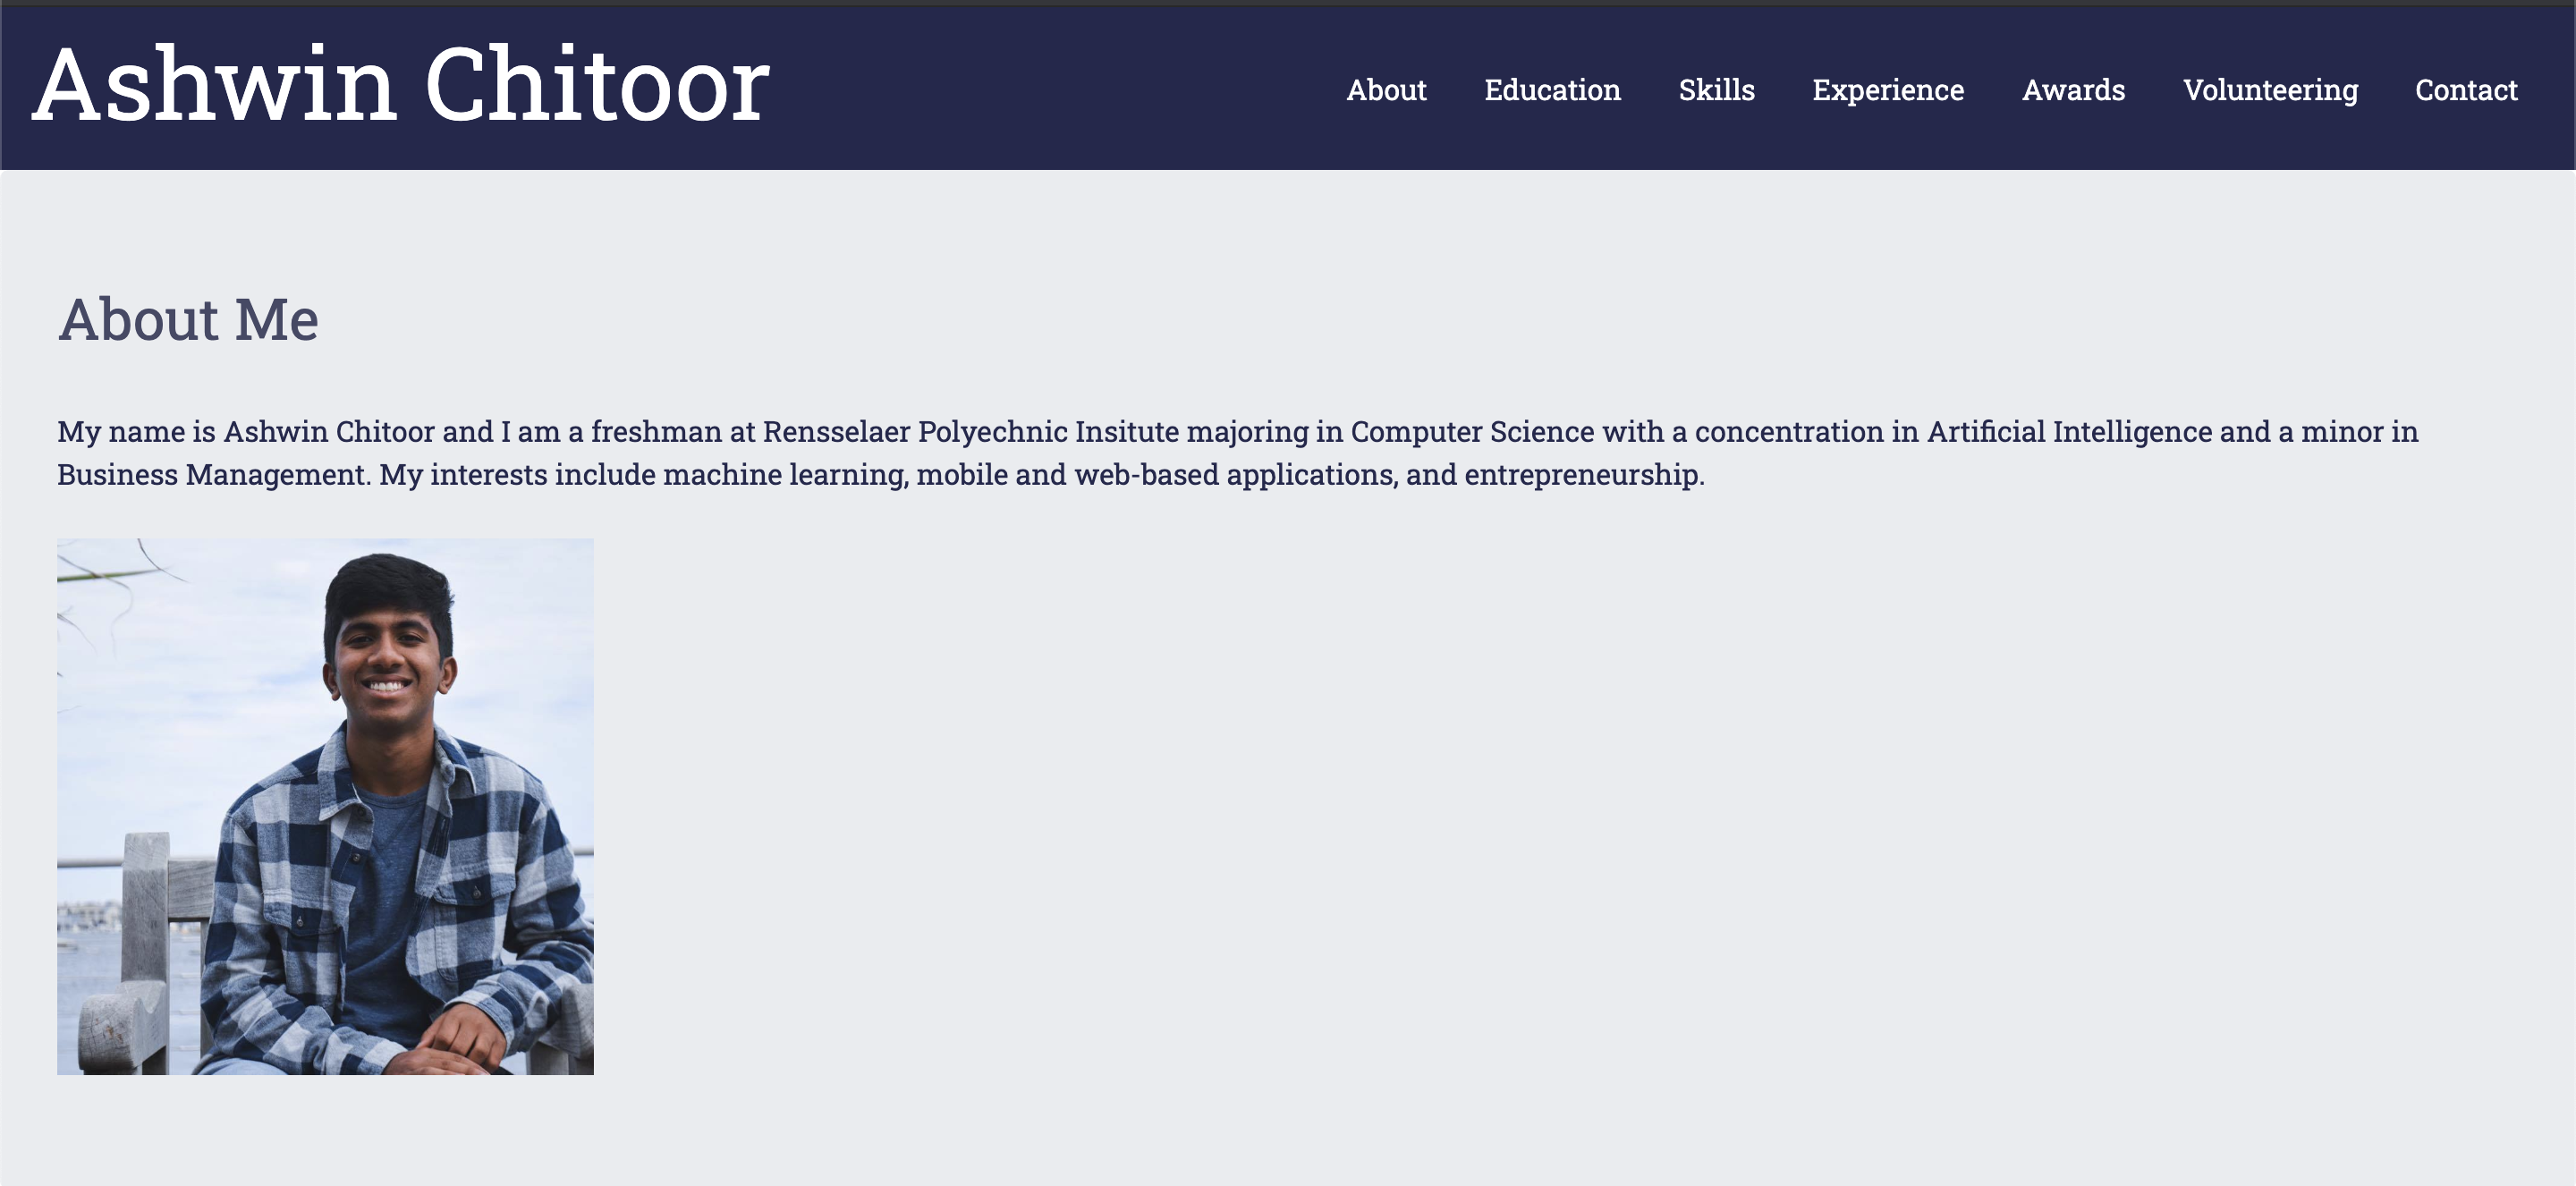 Ashwin Chitoor
About Education Skills Experience Awards Volunteering Contact
About Me
My name is Ashwin Chitoor and I am a freshman at Rensselaer Polyechnic Insitute majoring in Computer Science with a concentration in Artificial Intelligence and a minor in
Business Management. My interests include machine learning, mobile and web-based applications, and entrepreneurship.